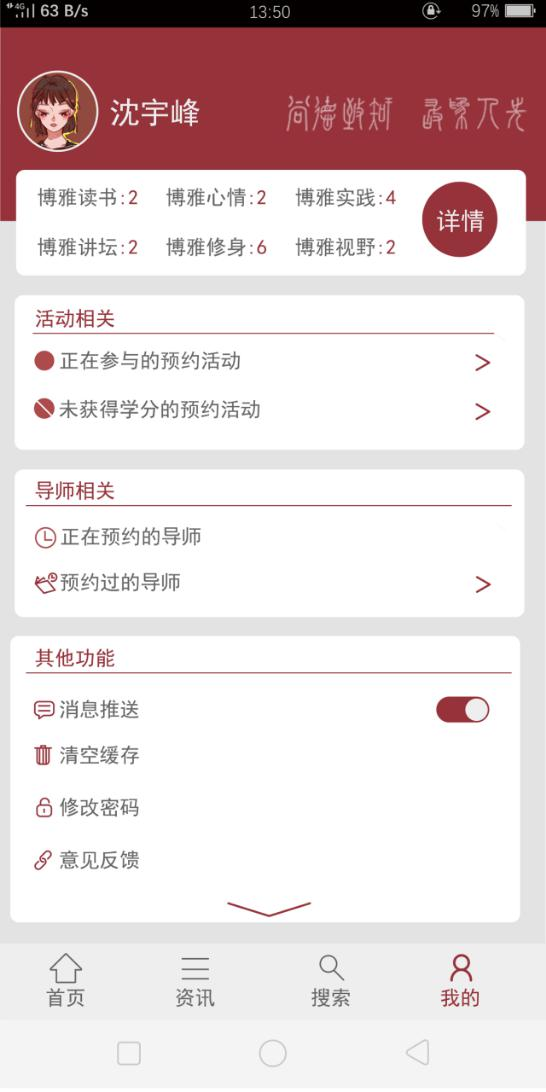 4G 63 B/s 13:50 97%
沈宇峰
博雅读书:2 博雅心情:2 博雅实践:4
详情
博雅讲坛:2 博雅修身:6 博雅视野:2
活动相关
正在参与的预约活动 >
未获得学分的预约活动 >
导师相关
正在预约的导师
预约过的导师 >
其他功能
消息推送
清空缓存
修改密码
意见反馈
首页 资讯 搜索 我的